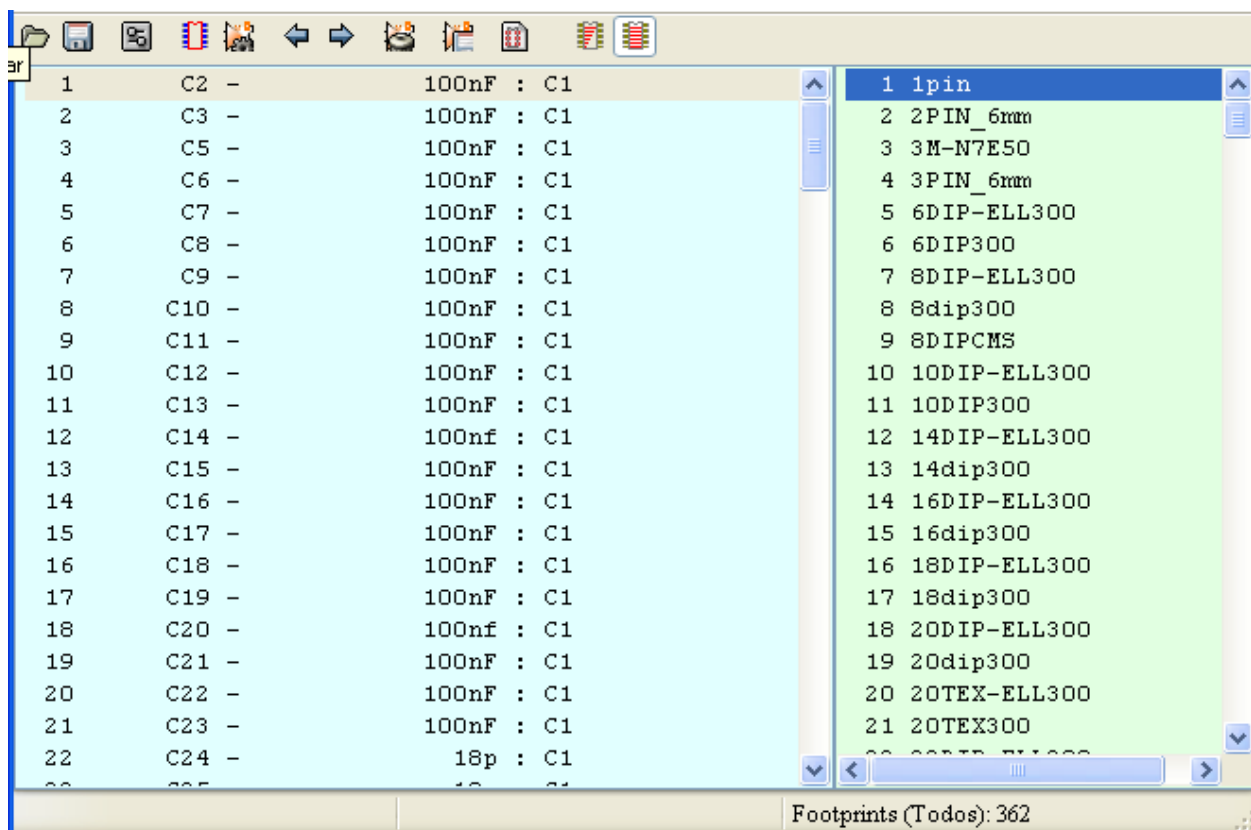 ar
1 C2 - 100nF : C1
2 C3 - 100nF : C1
3 C5 - 100nF : C1
4 C6 - 100nF : C1
5 C7 - 100nF : C1
6 C8 - 100nF : C1
7 C9 - 100nF : C1
8 C10 - 100nF : C1
9 C11 - 100nF : C1
10 C12 - 100nF : C1
11 C13 - 100nF : C1
12 C14 - 100nf : C1
13 C15 - 100nF : C1
14 C16 - 100nF : C1
15 C17 - 100nF : C1
16 C18 - 100nF : C1
17 C19 - 100nF : C1
18 C20 - 100nf : C1
19 C21 - 100nF : C1
20 C22 - 100nF : C1
21 C23 - 100nF : C1
22 C24 - 18p : C1
1 1pin
2 2PIN_6mm
3 3M-N7E50
4 3PIN_6mm
5 6DIP-ELL300
6 6DIP300
7 8DIP-ELL300
8 8dip300
9 8DIPCMS
10 10DIP-ELL300
11 10DIP300
12 14DIP-ELL300
13 14dip300
14 16DIP-ELL300
15 16dip300
16 18DIP-ELL300
17 18dip300
18 20DIP-ELL300
19 20dip300
20 20TEX-ELL300
21 20TEX300
Footprints (Todos): 362